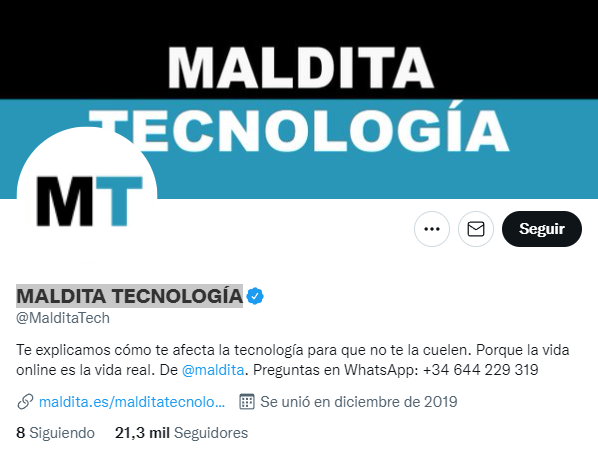 MALDITA
TECNOLOGÍA
MT
Seguir
MALDITA TECNOLOGÍA
@MalditaTech
Te explicamos cómo te afecta la tecnología para que no te la cuelen. Porque la vida
online es la vida real. De @maldita. Preguntas en WhatsApp: +34 644 229 319
maldita.es/malditatecnolo... Se unió en diciembre de 2019
8 Siguiendo 21,3 mil Seguidores